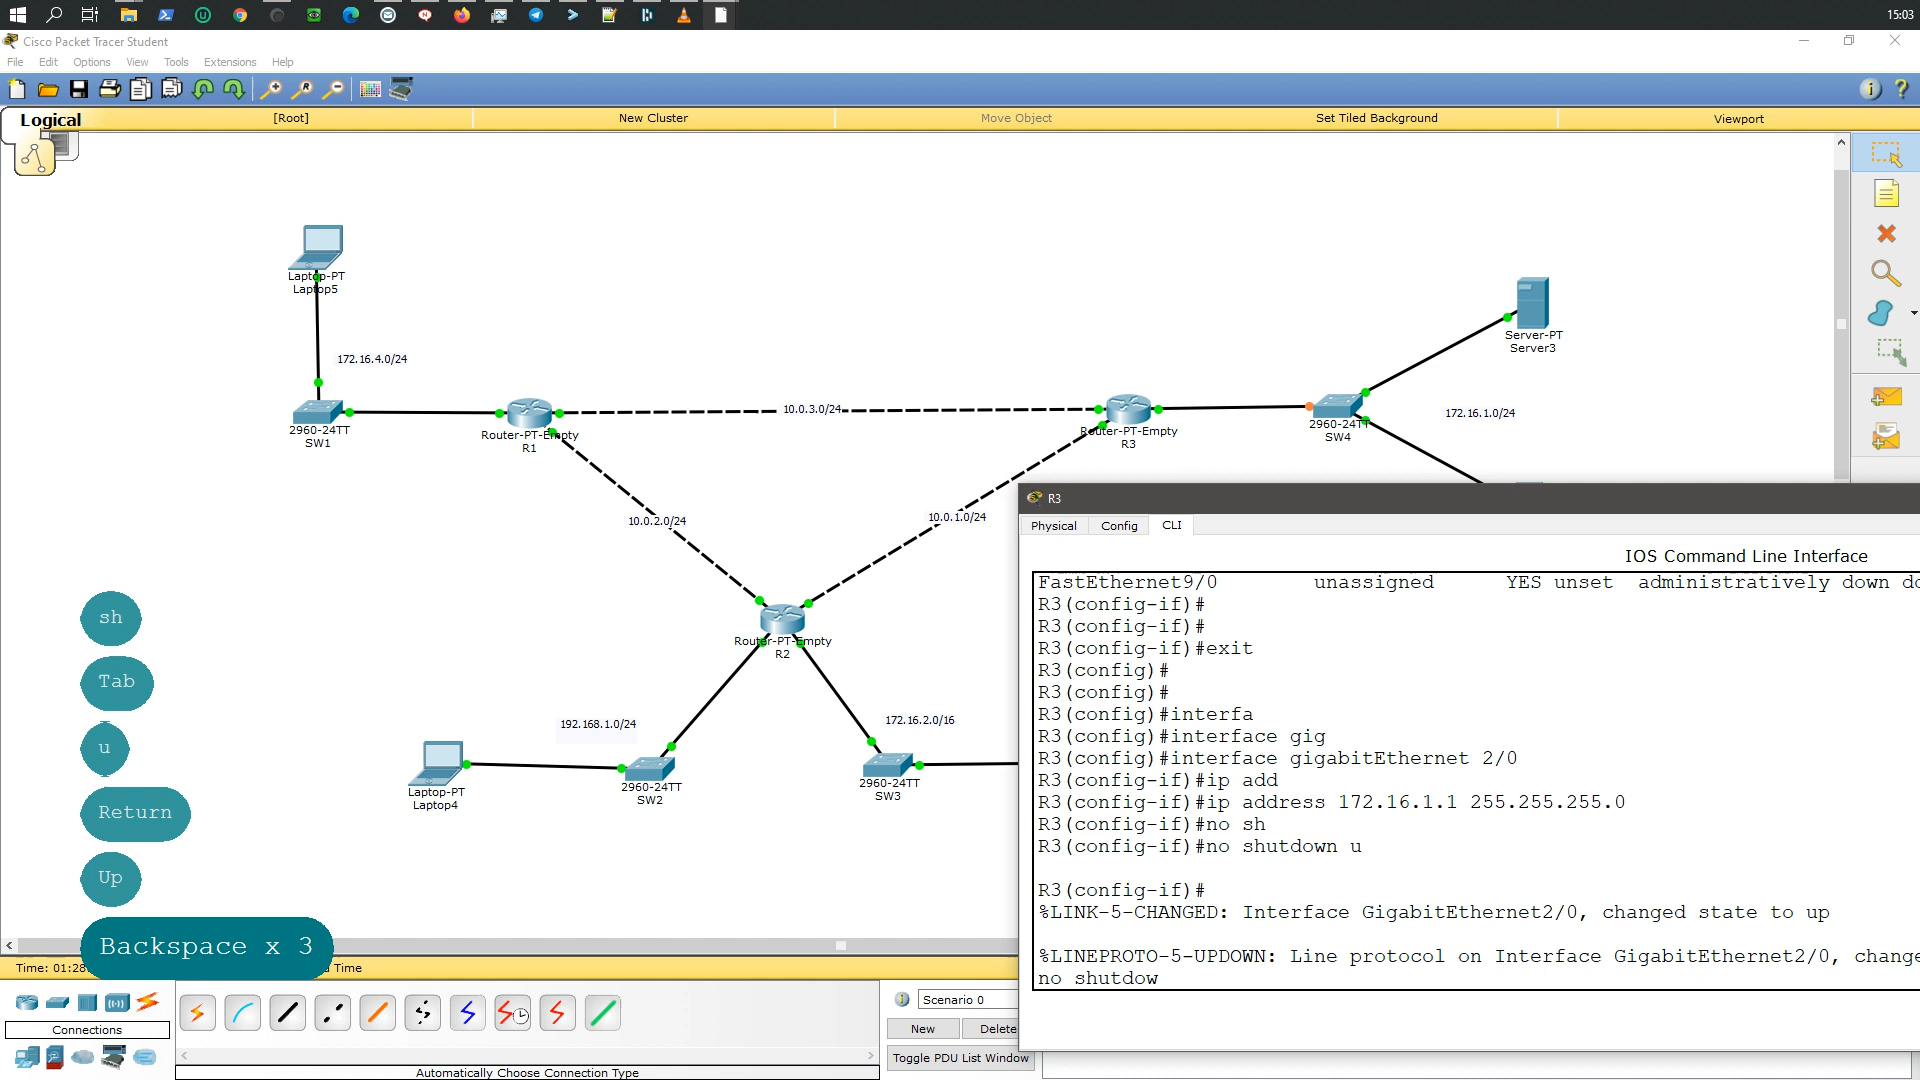 15:03
Cisco Packet Tracer Student
File Edit Options View Tools Extensions Help
Logical [Root] New Cluster Move Object Set Tiled Background Viewport
Laptop-PT
Laptop5
172.16.4.0/24
2960-24TT
SW1
Router-PT-Empty
R1
10.0.3.0/24
Router-PT-Empty
R3
2960-24TT
SW4
172.16.1.0/24
Server-PT
Server3
10.0.2.0/24
10.0.1.0/24
Router-PT-Empty
R2
192.168.1.0/24
172.16.2.0/16
Laptop-PT
Laptop4
2960-24TT
SW2
2960-24TT
SW3
sh
Tab
u
Return
Up
Backspace x 3
R3
Physical Config CLI
IOS Command Line Interface
FastEthernet9/0 unassigned YES unset administratively down do
R3(config-if)#
R3(config-if)#
R3(config-if)#exit
R3(config)#
R3(config)#
R3(config)#interfa
R3(config)#interface gig
R3(config)#interface gigabitEthernet 2/0
R3(config-if)#ip add
R3(config-if)#ip address 172.16.1.1 255.255.255.0
R3(config-if)#no sh
R3(config-if)#no shutdown u
R3(config-if)#
%LINK-5-CHANGED: Interface GigabitEthernet2/0, changed state to up
%LINEPROTO-5-UPDOWN: Line protocol on Interface GigabitEthernet2/0, change
no shutdow
Time: 01:28 Time
Connections
Automatically Choose Connection Type
Scenario 0
New Delete
Toggle PDU List Window